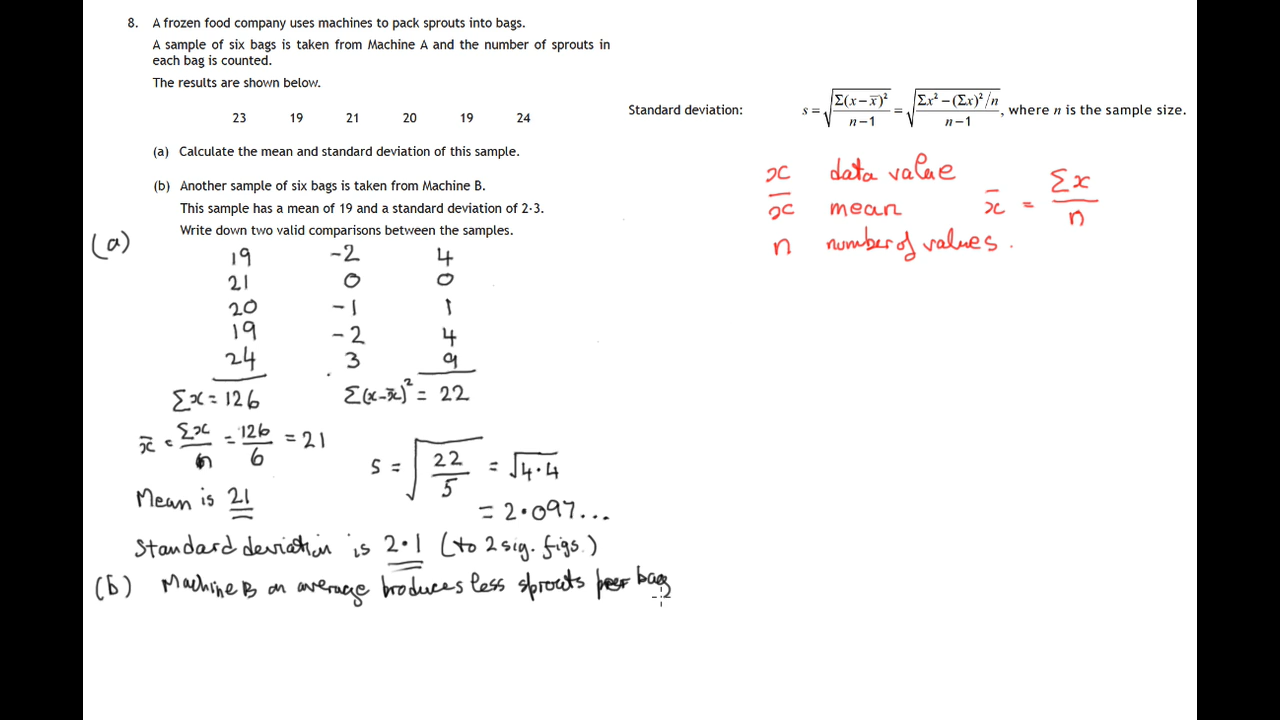 8. A frozen food company uses machines to pack sprouts into bags.
A sample of six bags is taken from Machine A and the number of sprouts in
each bag is counted.
The results are shown below.
23 19 21 20 19 24
(a) Calculate the mean and standard deviation of this sample.
(b) Another sample of six bags is taken from Machine B.
This sample has a mean of 19 and a standard deviation of 2·3.
Write down two valid comparisons between the samples.
Standard deviation: s = √(Σ(x−x̄)²/(n−1)) = √((Σx²−(Σx)²/n)/(n−1)), where n is the sample size.
x data value
x̄ mean x̄ = Σx/n
n number of values.
(a)
19 -2 4
21 0 0
20 -1 1
19 -2 4
24 3 9
Σx = 126 Σ(x-x̄)² = 22
x̄ = Σx/n = 126/6 = 21
s = √(22/5) = √4·4
= 2·097...
Mean is 21
Standard deviation is 2·1 (to 2 sig. figs.)
(b) Machine B on average produces less sprouts per bag